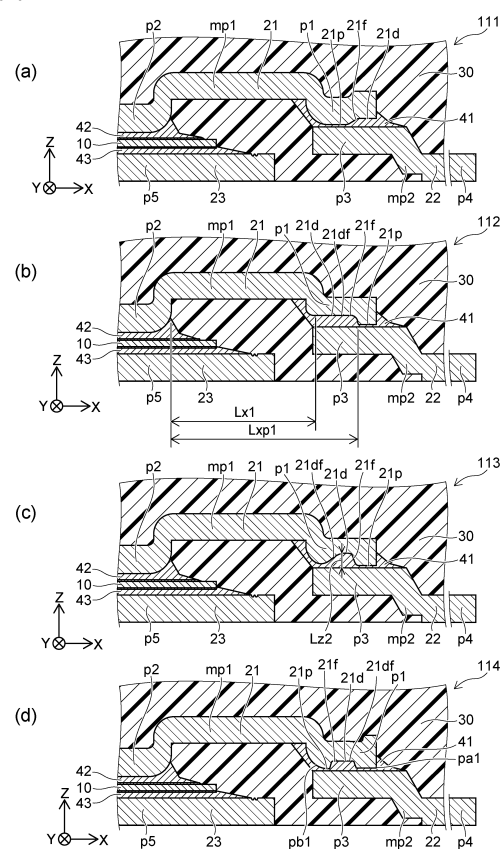 (a)
p2 mp1 21 p1 21p 21f 21d 111
30
41
42
10
43
Z
Y X
p5 23 p3 mp2 22 p4
(b)
p2 mp1 21 p1 21d 21df 21f 21p 112
30
41
42
10
43
Z
Y X
p5 23 p3 mp2 22 p4
Lx1
Lxp1
(c)
p2 mp1 21 p1 21df 21d 21f 21p 113
30
41
42
10
43
Z
Y X
p5 23 Lz2 p3 mp2 22 p4
(d)
p2 mp1 21 21p 21f 21d 21df p1 114
30
41
pa1
42
10
43
Z
Y X
p5 23 pb1 p3 mp2 22 p4